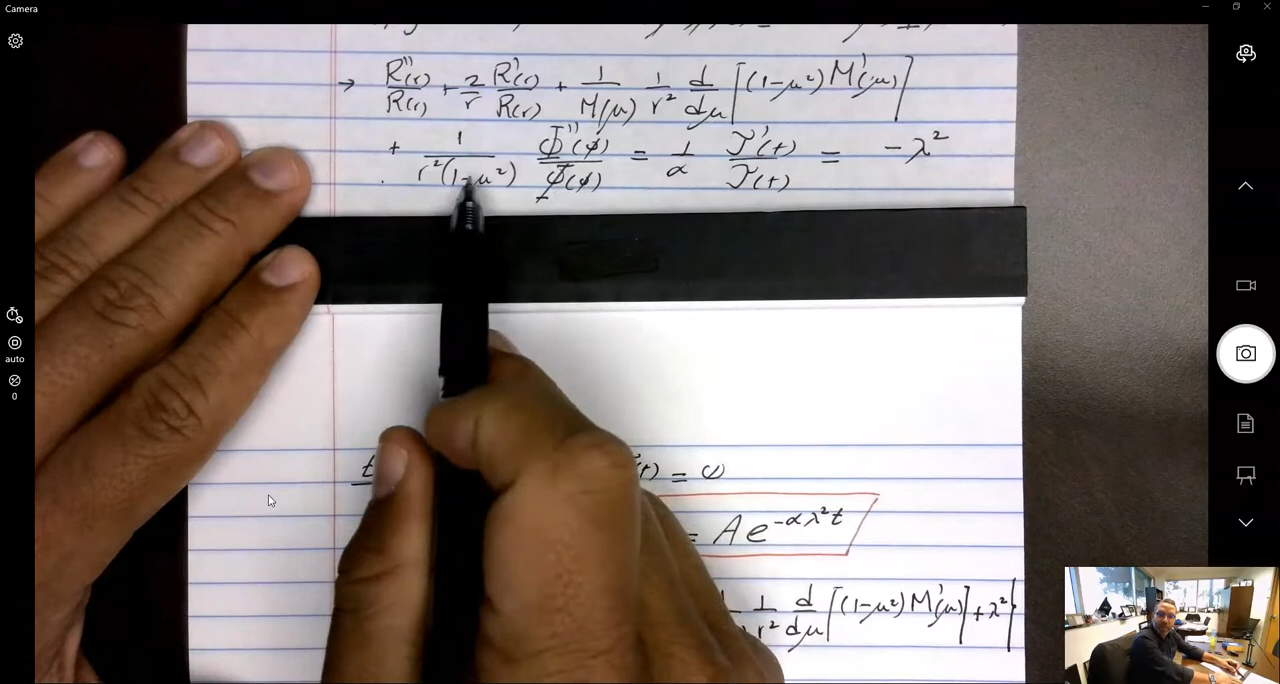 Camera
→ R''(r)/R(r) + 2/r R'(r)/R(r) + 1/M(μ) 1/r² d/dμ [(1-μ²) M'(μ)]
+ 1/(r²(1-μ²)) Φ''(φ)/Φ(φ) = 1/α T'(t)/T(t) = -λ²
t
(t) = 0
= A e^{-αλ²t}
1/r² d/dμ [(1-μ²) M'(μ)] + λ²
auto
0